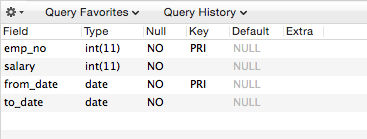 Query Favorites Query History
Field Type Null Key Default Extra
emp_no int(11) NO PRI NULL
salary int(11) NO NULL
from_date date NO PRI NULL
to_date date NO NULL